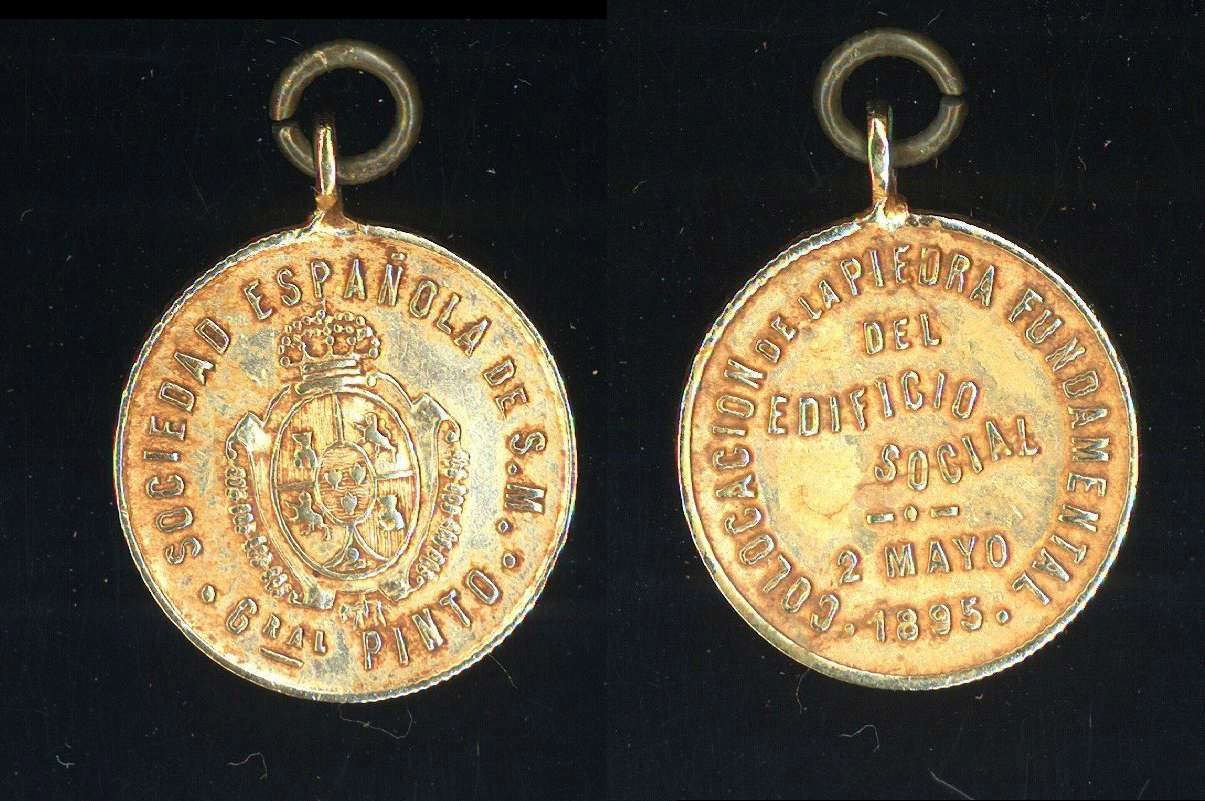 SOCIEDAD ESPAÑOLA DE S.M.
· GRAL PINTO ·
COLOCACION DE LA PIEDRA FUNDAMENTAL
DEL
EDIFICIO
SOCIAL
2 MAYO
· 1895 ·